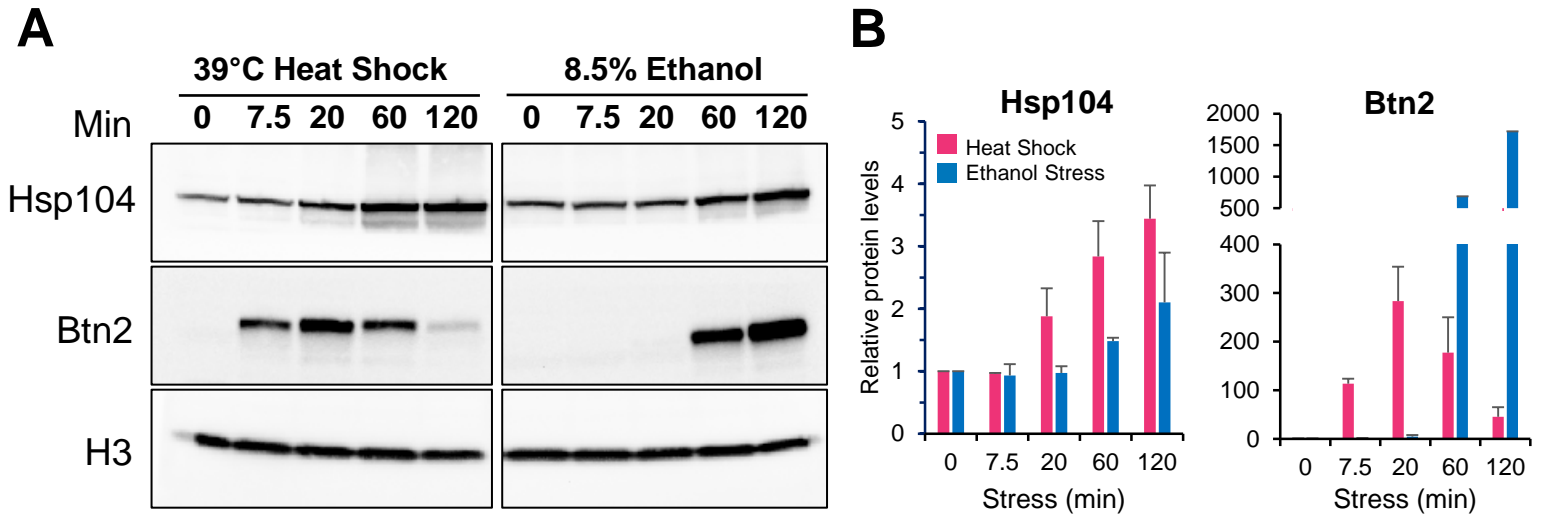 A
39°C Heat Shock 8.5% Ethanol
Min 0 7.5 20 60 120 0 7.5 20 60 120
Hsp104
Btn2
H3
B
Hsp104
Relative protein levels
5
4
3
2
1
0
Heat Shock
Ethanol Stress
0 7.5 20 60 120
Stress (min)
Btn2
2000
1500
1000
500
400
300
200
100
0
0 7.5 20 60 120
Stress (min)